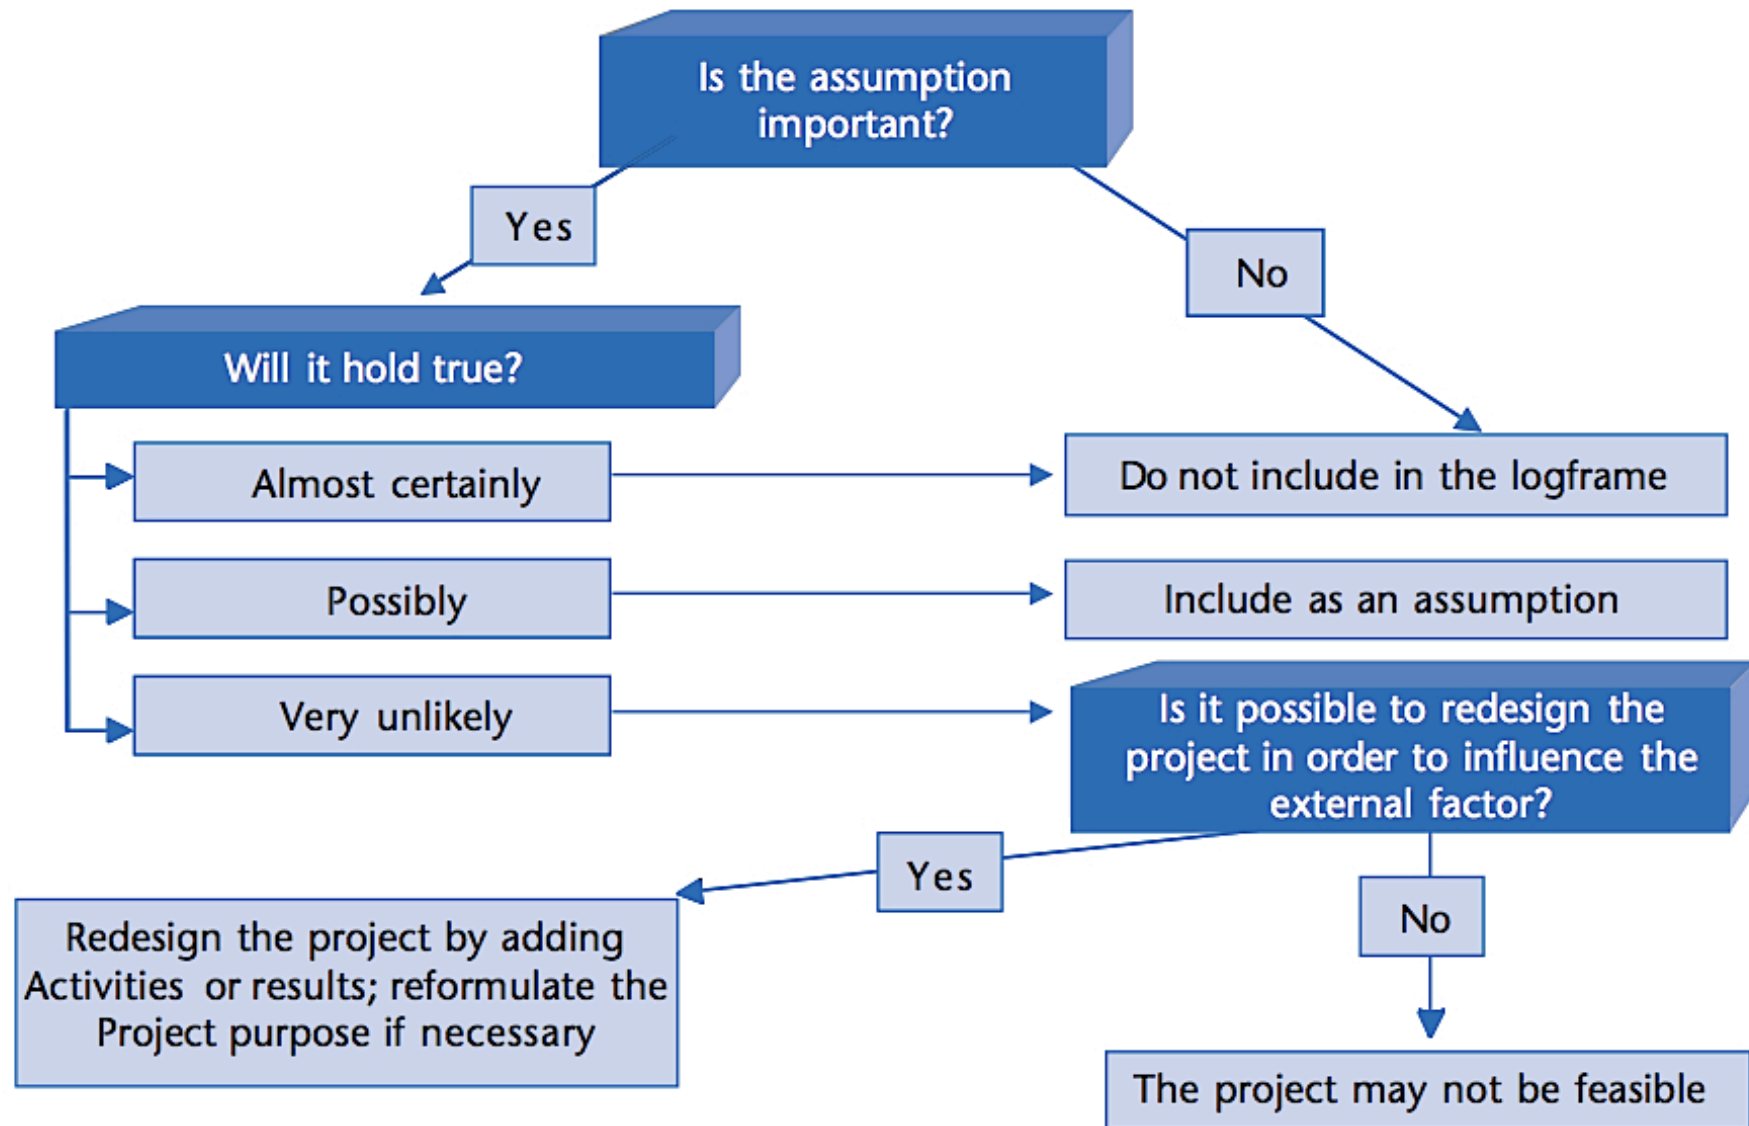 Is the assumption
important?
Yes
No
Will it hold true?
Almost certainly
Do not include in the logframe
Possibly
Include as an assumption
Very unlikely
Is it possible to redesign the
project in order to influence the
external factor?
Yes
No
Redesign the project by adding
Activities or results; reformulate the
Project purpose if necessary
The project may not be feasible